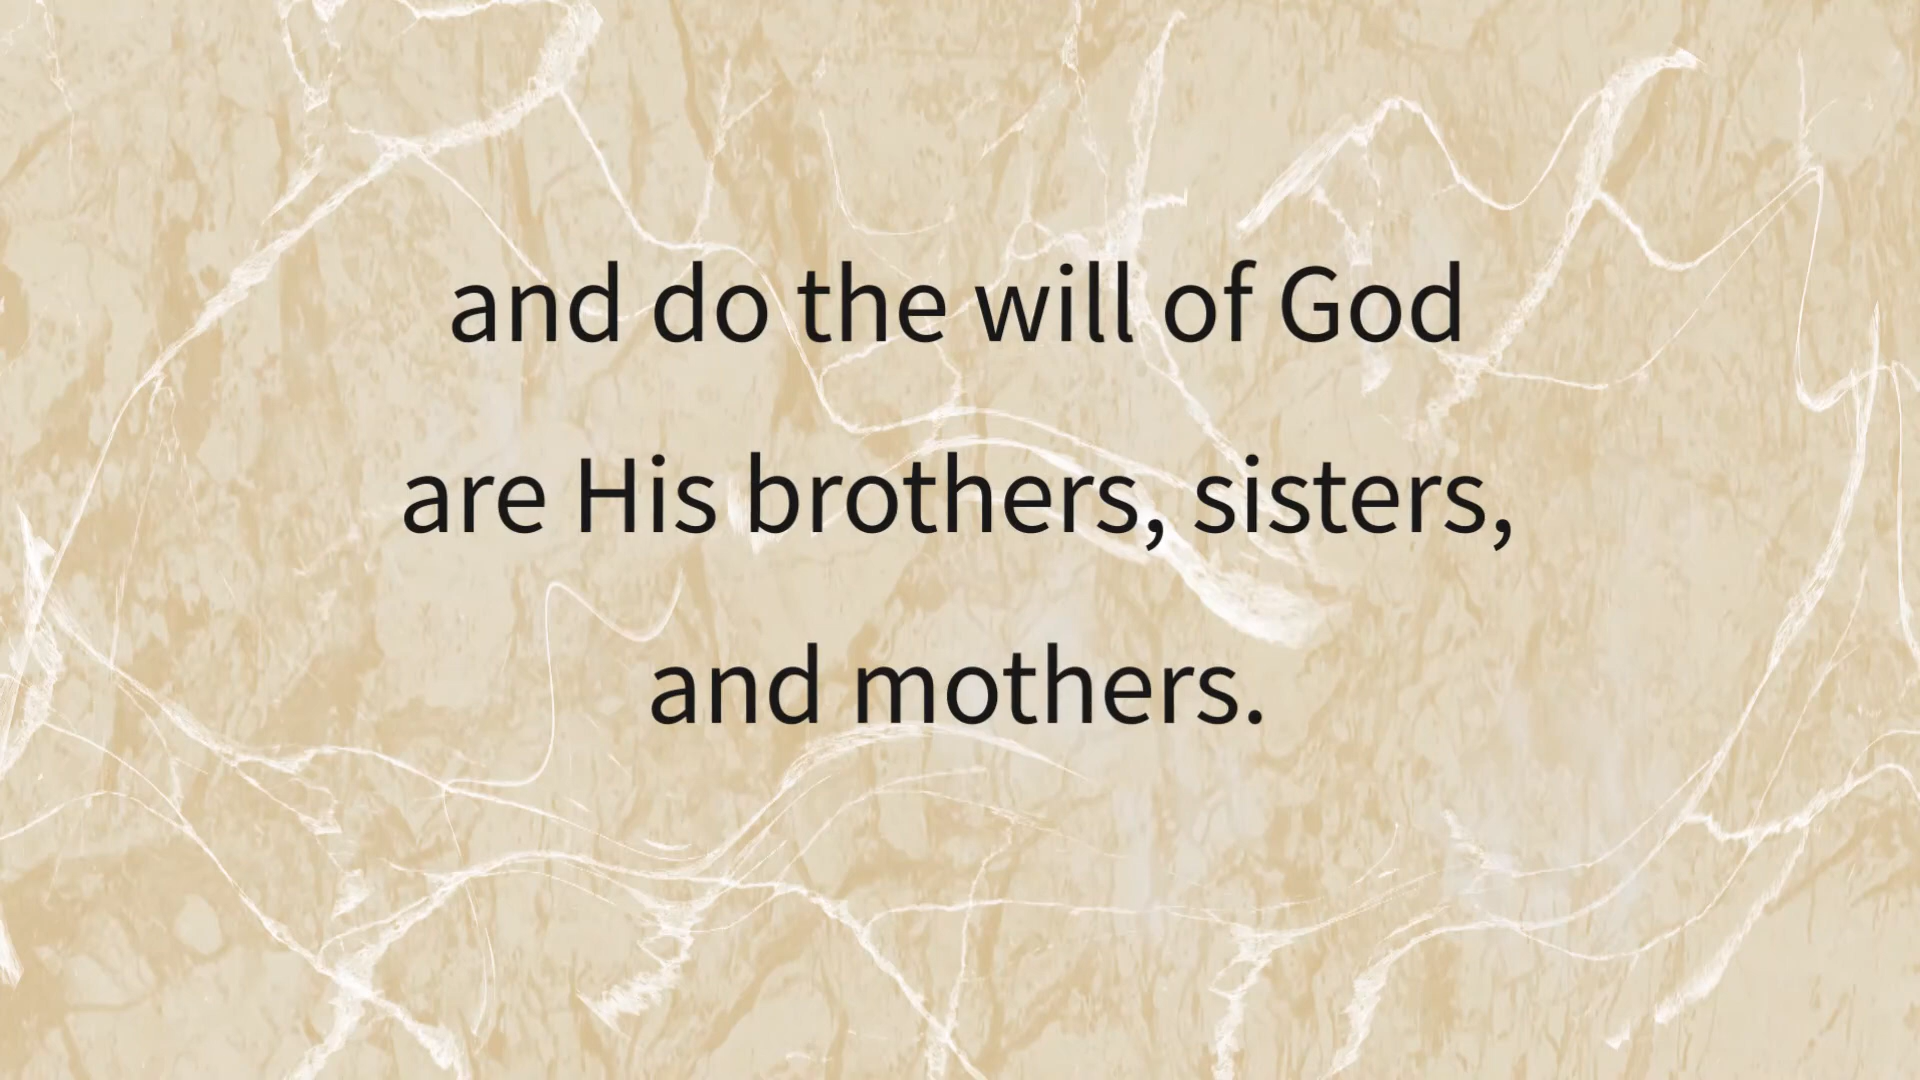 and do the will of God
are His brothers, sisters,
and mothers.